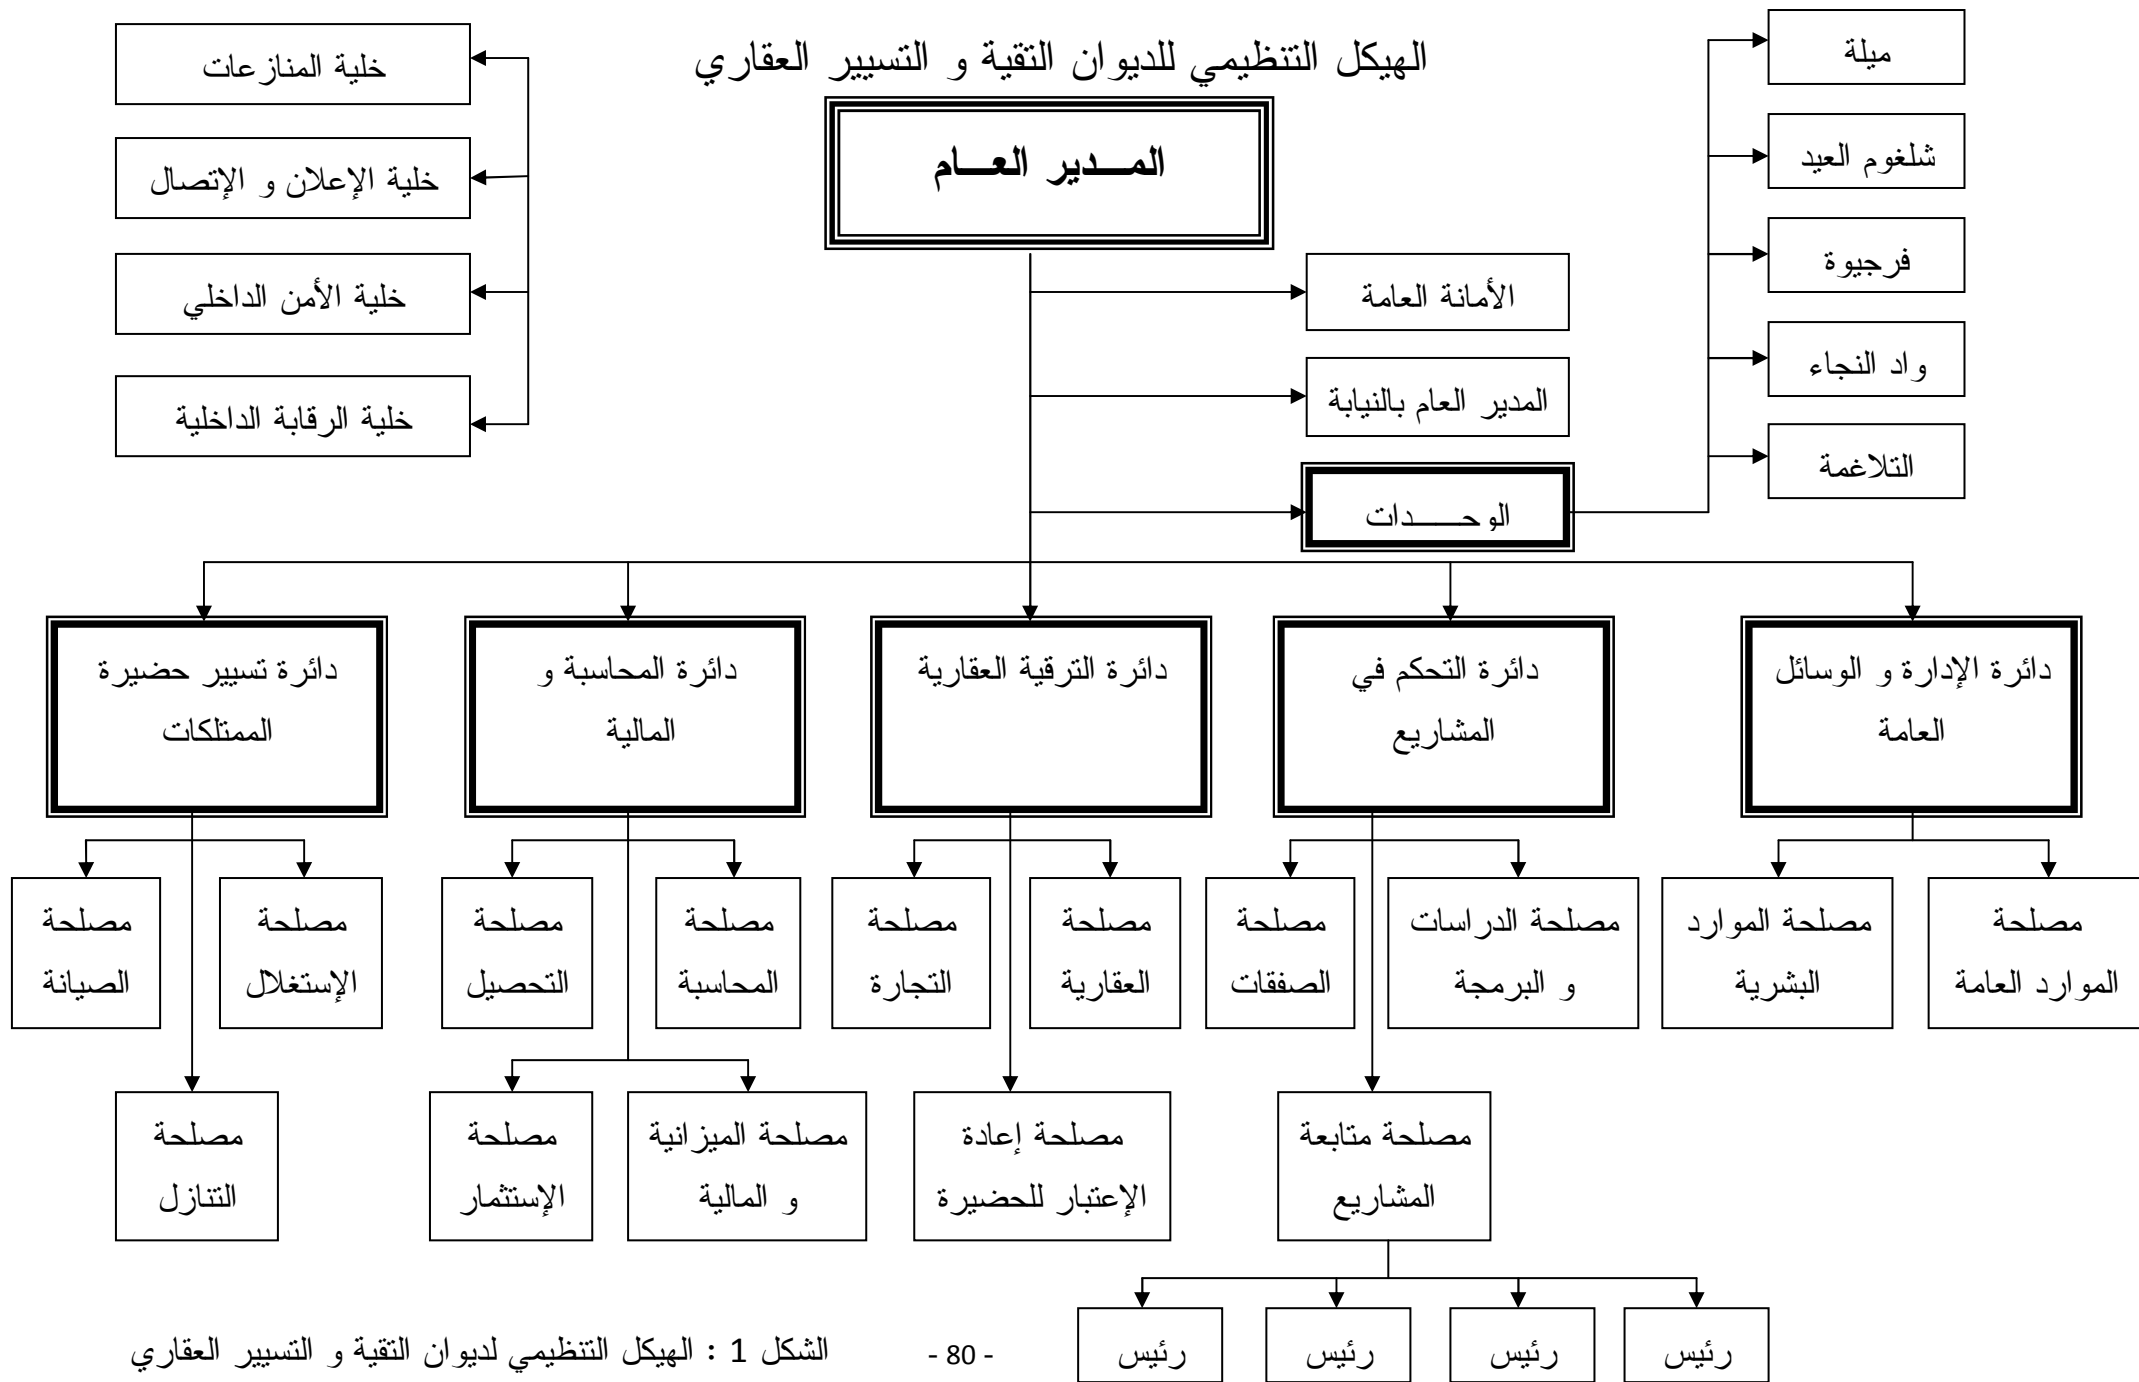 الهيكل التنظيمي للديوان التقية و التسيير العقاري
المـــدير العـــام
ميلة
شلغوم العيد
فرجيوة
واد النجاء
التلاغمة
الأمانة العامة
المدير العام بالنيابة
الوحـــــدات
خلية المنازعات
خلية الإعلان و الإتصال
خلية الأمن الداخلي
خلية الرقابة الداخلية
دائرة الإدارة و الوسائل
العامة
دائرة التحكم في
المشاريع
دائرة الترقية العقارية
دائرة المحاسبة و
المالية
دائرة تسيير حضيرة
الممتلكات
مصلحة
الموارد العامة
مصلحة الموارد
البشرية
مصلحة الدراسات
و البرمجة
مصلحة
الصفقات
مصلحة
العقارية
مصلحة
التجارة
مصلحة
المحاسبة
مصلحة
التحصيل
مصلحة
الإستغلال
مصلحة
الصيانة
مصلحة متابعة
المشاريع
مصلحة إعادة
الإعتبار للحضيرة
مصلحة الميزانية
و المالية
مصلحة
الإستثمار
مصلحة
التنازل
رئيس
رئيس
رئيس
رئيس
- 80 -
الشكل 1 : الهيكل التنظيمي لديوان التقية و التسيير العقاري